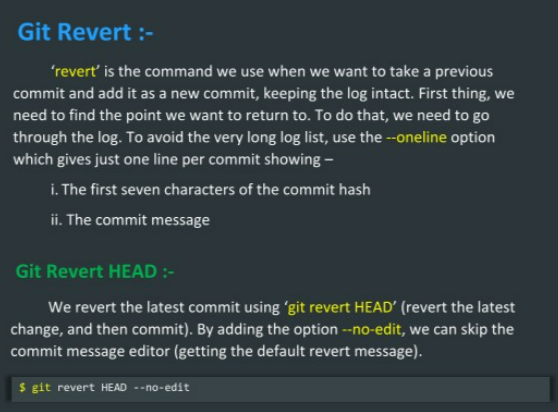 Git Revert :-
‘revert’ is the command we use when we want to take a previous
commit and add it as a new commit, keeping the log intact. First thing, we
need to find the point we want to return to. To do that, we need to go
through the log. To avoid the very long log list, use the --oneline option
which gives just one line per commit showing –
i. The first seven characters of the commit hash
ii. The commit message
Git Revert HEAD :-
We revert the latest commit using ‘git revert HEAD’ (revert the latest
change, and then commit). By adding the option --no-edit, we can skip the
commit message editor (getting the default revert message).
$ git revert HEAD --no-edit